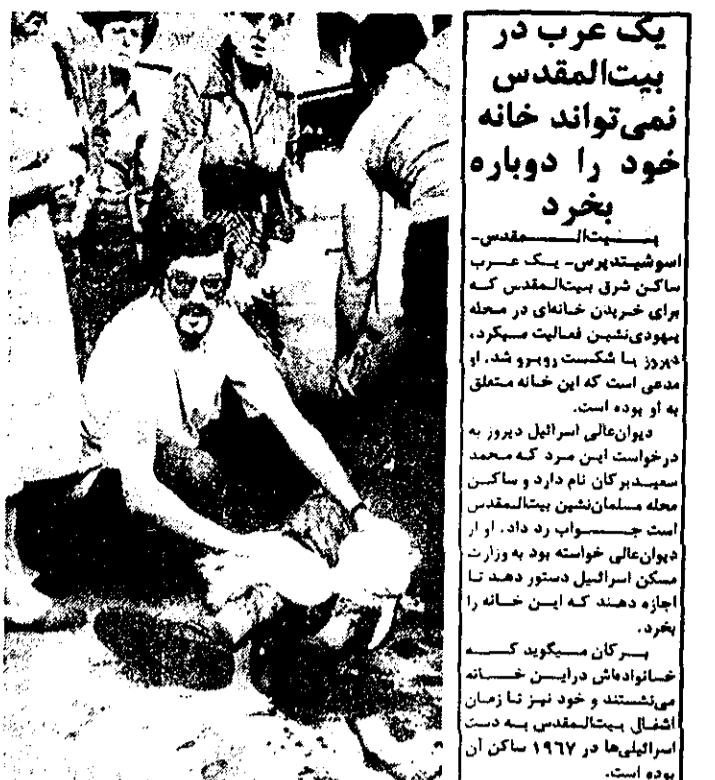 یک عرب در
بیت‌المقدس
نمی‌تواند خانه
خود را دوباره
بخرد
بیت‌المقدس-
اسوشیتدپرس- یک عرب
ساکن شرق بیت‌المقدس که
برای خریدن خانه‌ای در محله
یهودی‌نشین فعالیت میکرد،
دیروز با شکست روبرو شد. او
مدعی است که این خانه متعلق
به او بوده است.
دیوان‌عالی اسرائیل دیروز به
درخواست این مرد که محمد
سعیدبرکان نام دارد و ساکن
محله مسلمان‌نشین بیت‌المقدس
است جواب رد داد. او از
دیوان‌عالی خواسته بود به وزارت
مسکن اسرائیل دستور دهد تا
اجازه دهند که این خانه را
بخرد.
برکان میگوید که
خانواده‌اش دراین خانه
می‌نشستند و خود نیز تا زمان
اشغال بیت‌المقدس به دست
اسرائیلی‌ها در ۱۹۶۷ ساکن آن
بوده است.